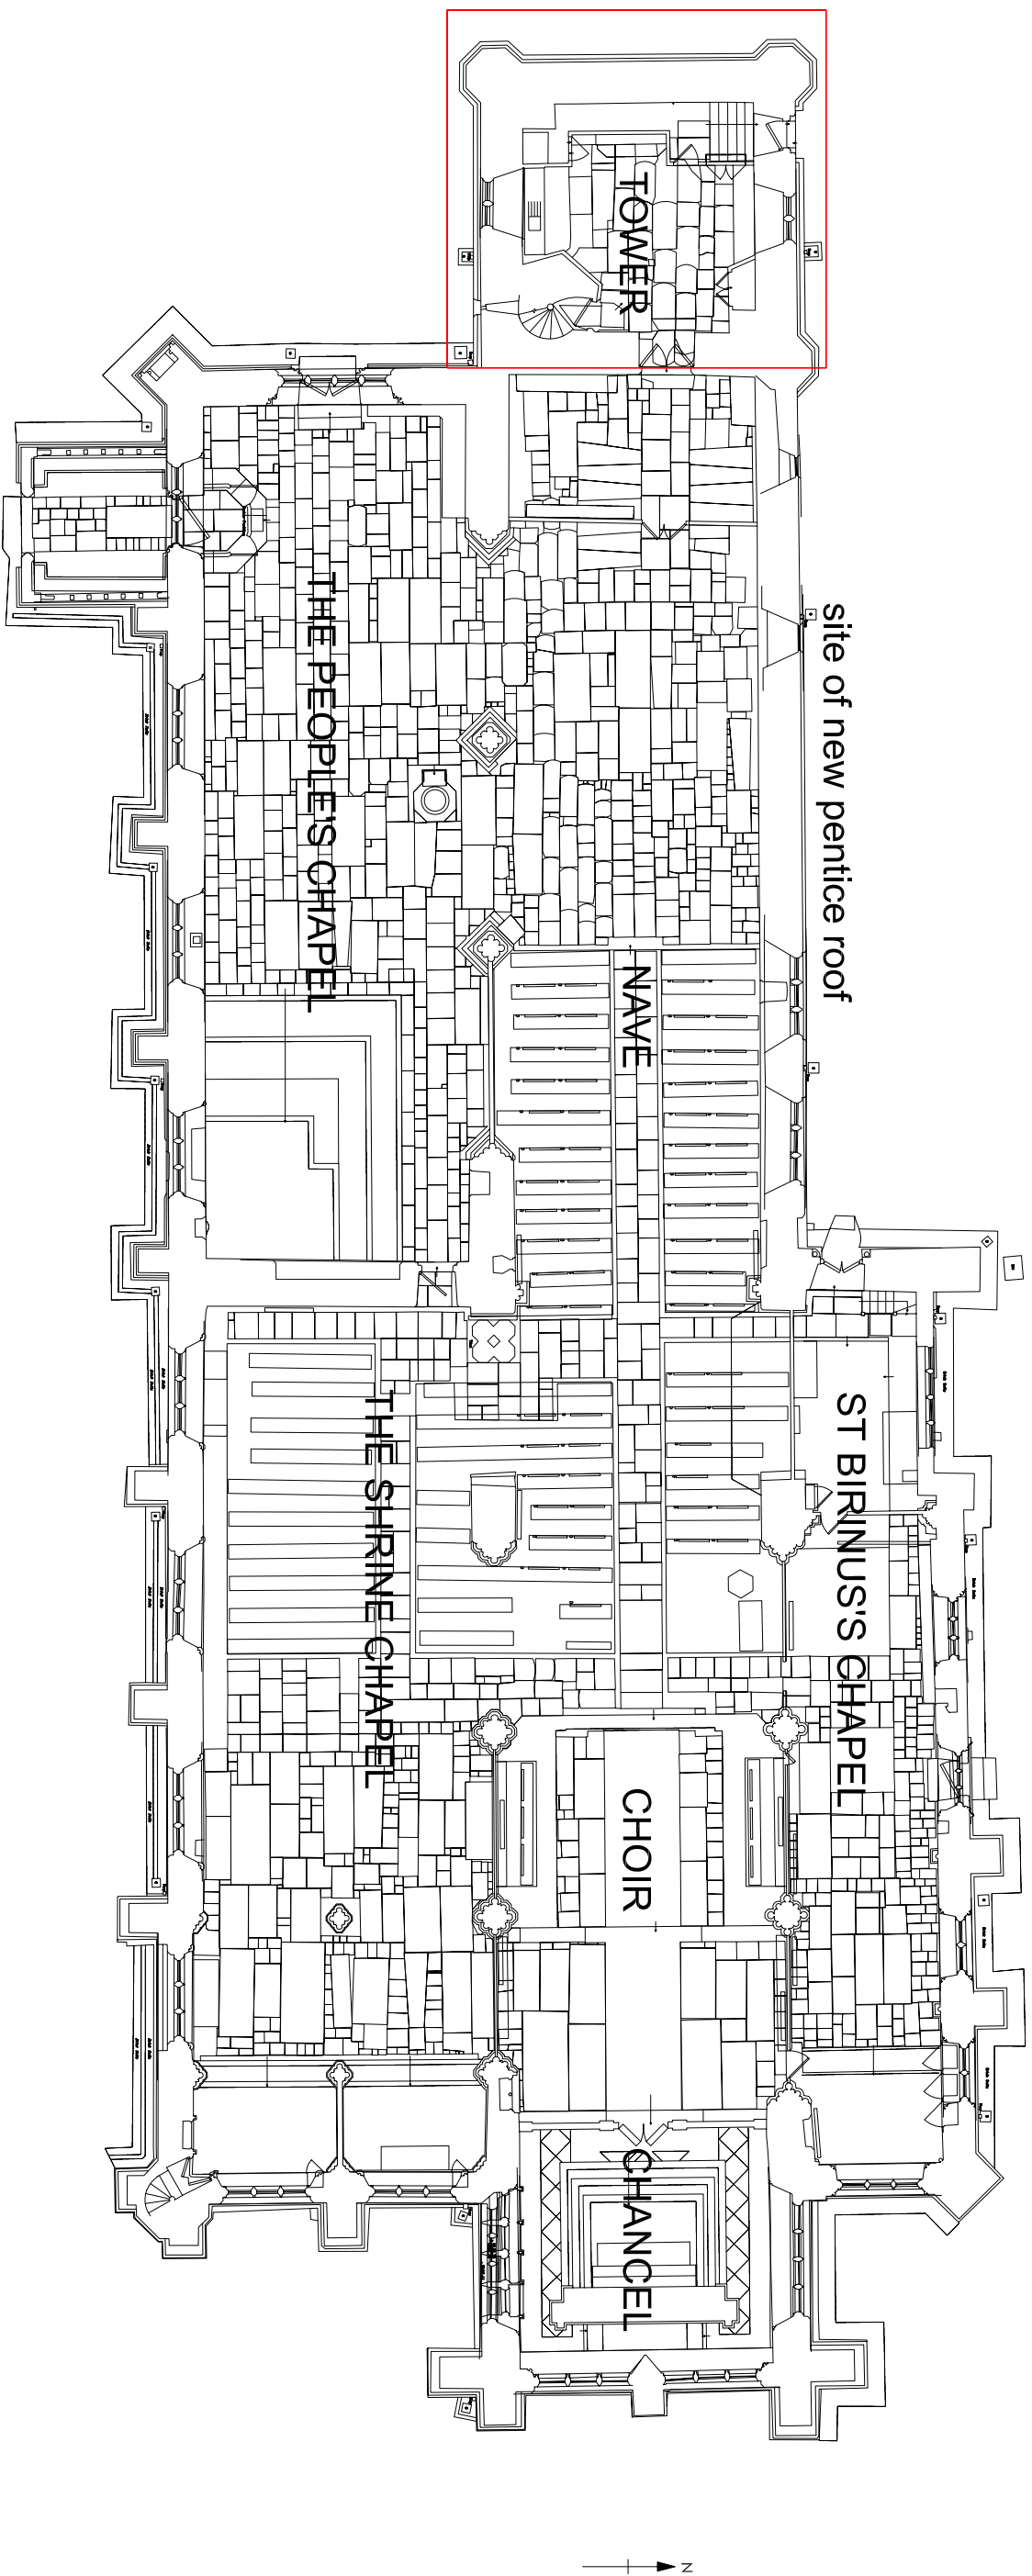 TOWER
site of new pentice roof
THE PEOPLE'S CHAPEL
NAVE
THE SHRINE CHAPEL
ST BIRINUS'S CHAPEL
CHOIR
CHANCEL
N